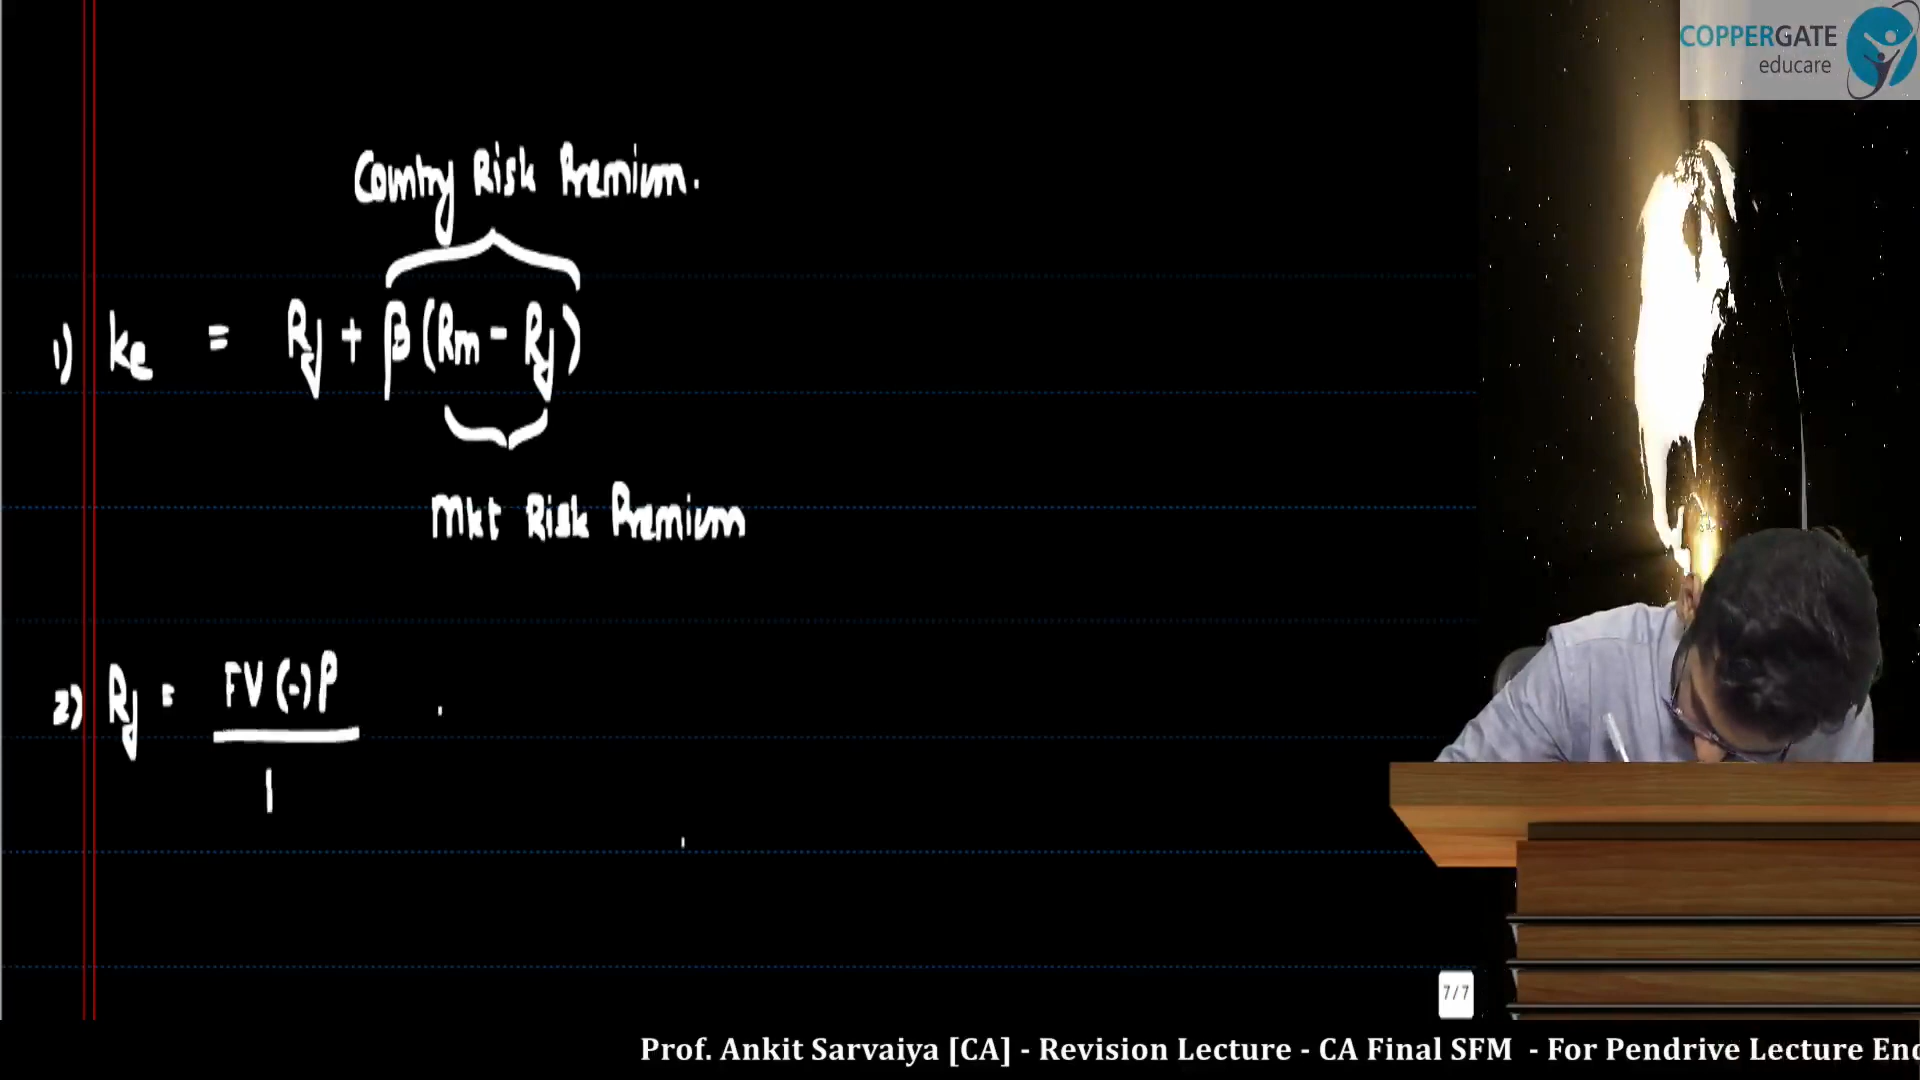 COPPERGATE
educare
Country Risk Premium.
1) ke = Rf + β (Rm - Rf)
Mkt Risk Premium
2) Rf = FV (-) P
1
7/7
Prof. Ankit Sarvaiya [CA] - Revision Lecture - CA Final SFM - For Pendrive Lecture Enq